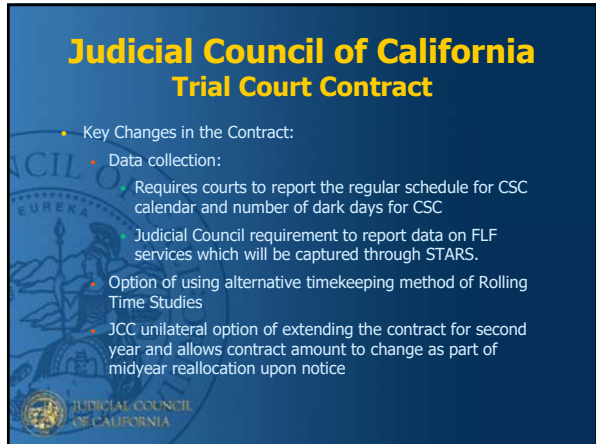 Judicial Council of California
Trial Court Contract
• Key Changes in the Contract:
• Data collection:
• Requires courts to report the regular schedule for CSC
calendar and number of dark days for CSC
• Judicial Council requirement to report data on FLF
services which will be captured through STARS.
• Option of using alternative timekeeping method of Rolling
Time Studies
• JCC unilateral option of extending the contract for second
year and allows contract amount to change as part of
midyear reallocation upon notice
NCIL OF
EUREKA
JUDICIAL COUNCIL
OF CALIFORNIA